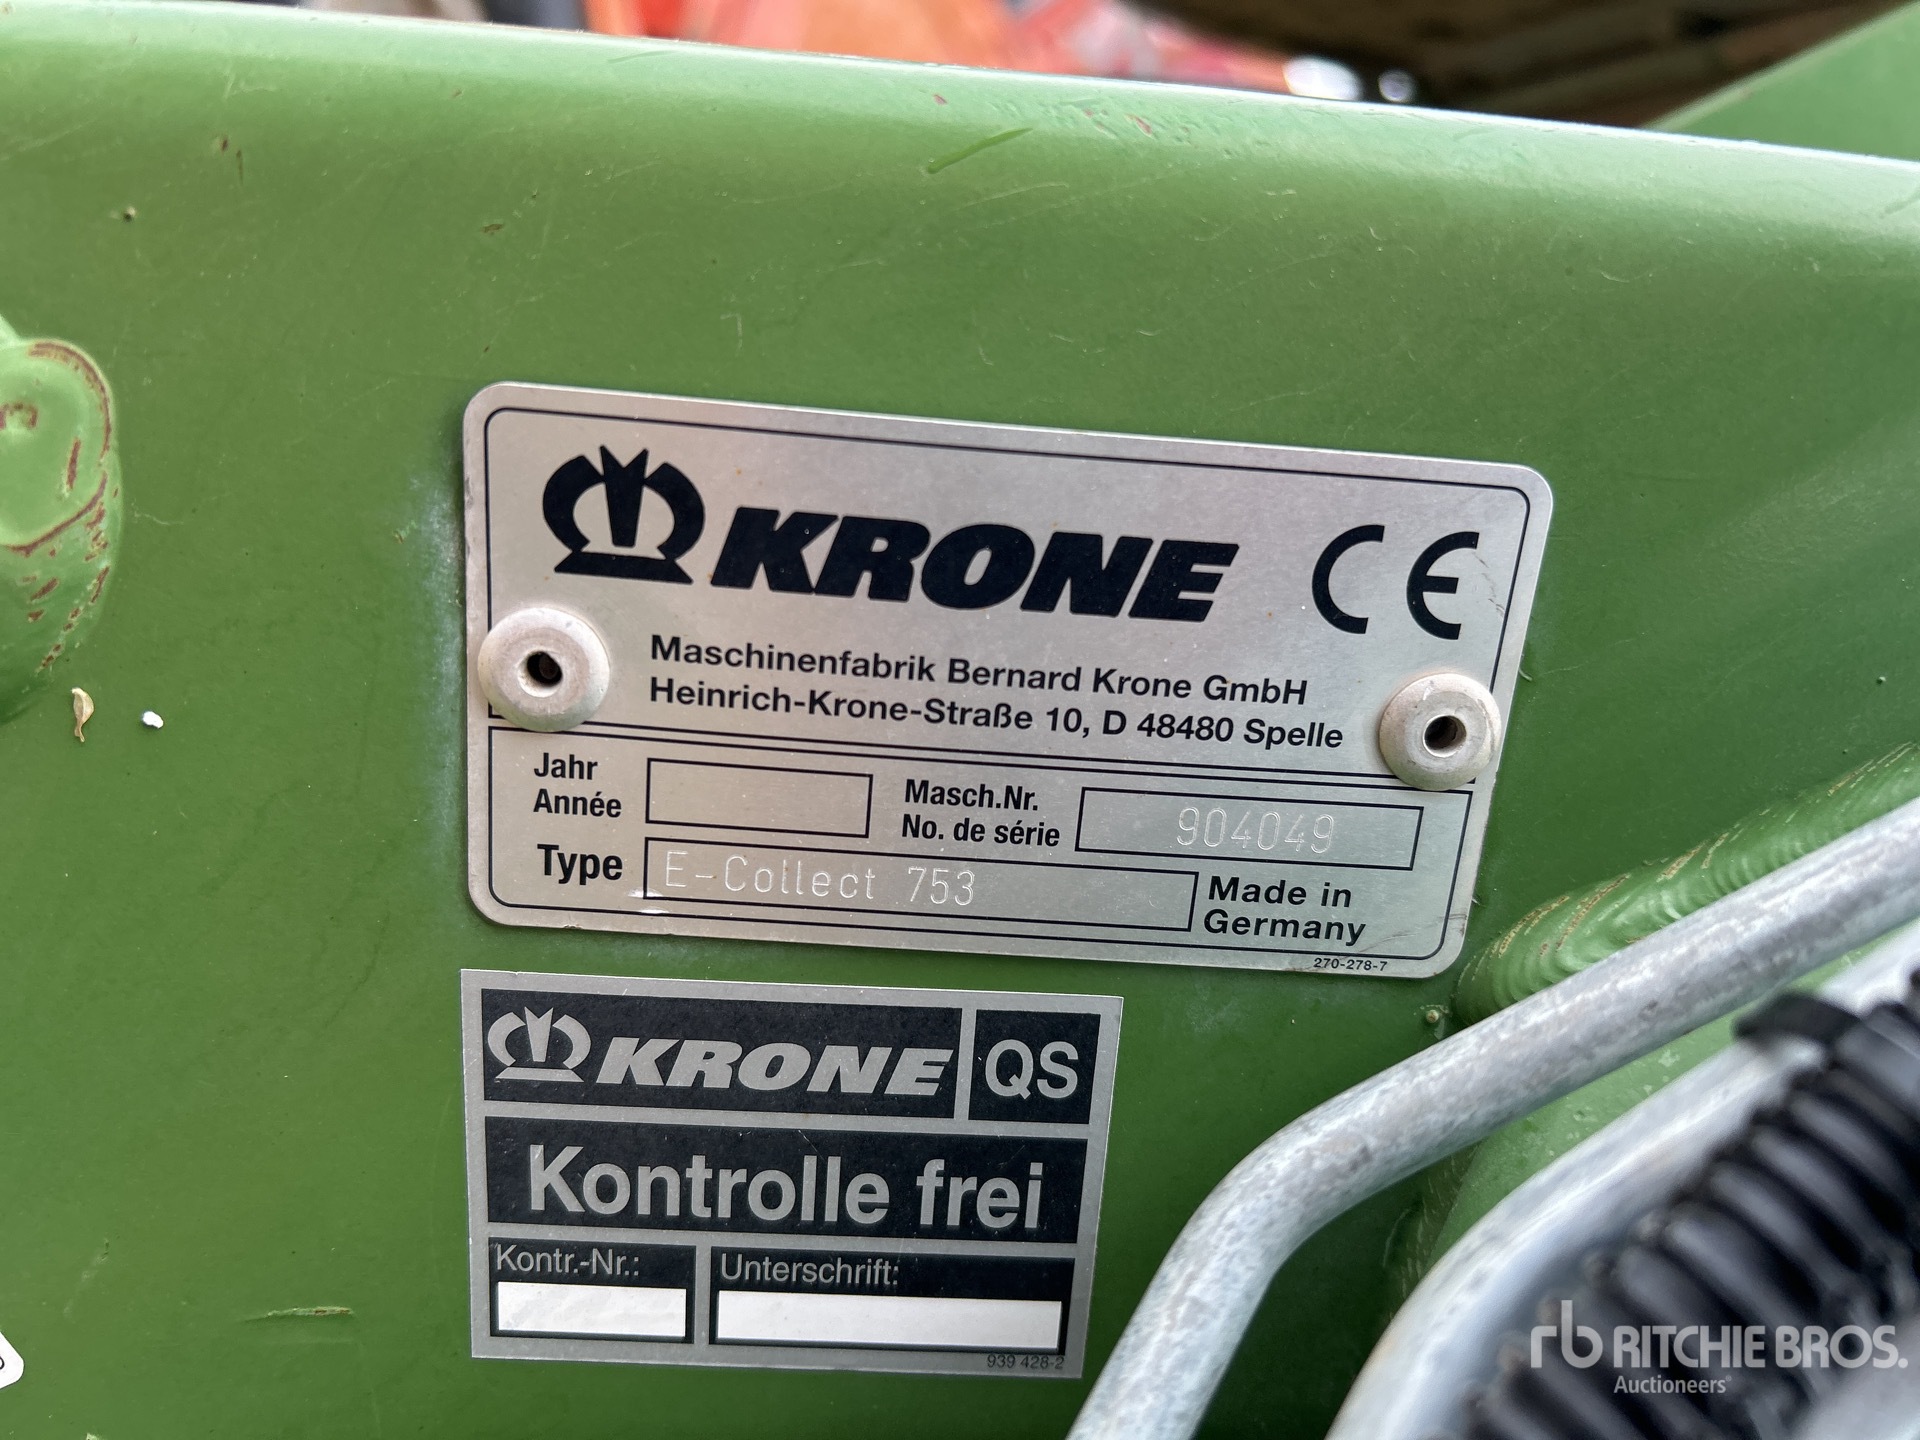 KRONE CE
Maschinenfabrik Bernard Krone GmbH
Heinrich-Krone-Straße 10, D 48480 Spelle
Jahr
Année
Masch.Nr.
No. de série
904049
Type
E-Collect 753
Made in
Germany
270-278-7
KRONE QS
Kontrolle frei
Kontr.-Nr.:
Unterschrift:
939 428-2
rb RITCHIE BROS.
Auctioneers